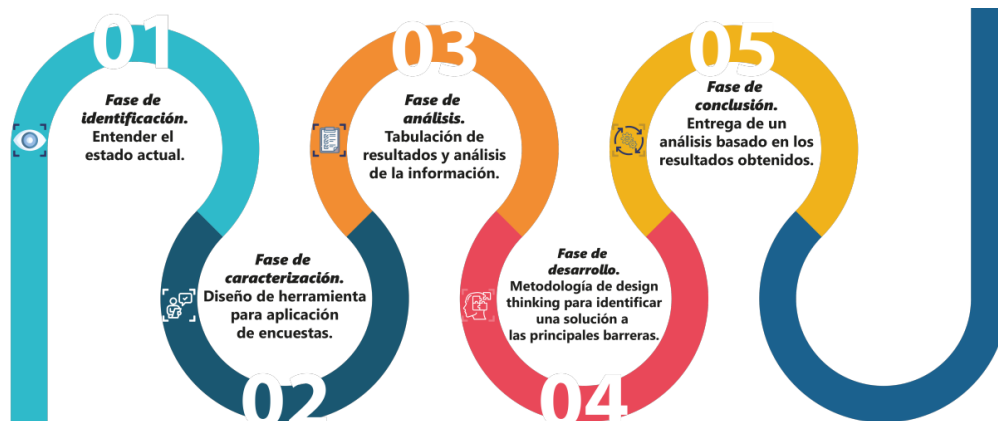 01
Fase de
identificación.
Entender el
estado actual.
02
Fase de
caracterización.
Diseño de herramienta
para aplicación
de encuestas.
03
Fase de
análisis.
Tabulación de
resultados y análisis
de la información.
04
Fase de
desarrollo.
Metodología de design
thinking para identificar
una solución a
las principales barreras.
05
Fase de
conclusión.
Entrega de un
análisis basado en los
resultados obtenidos.